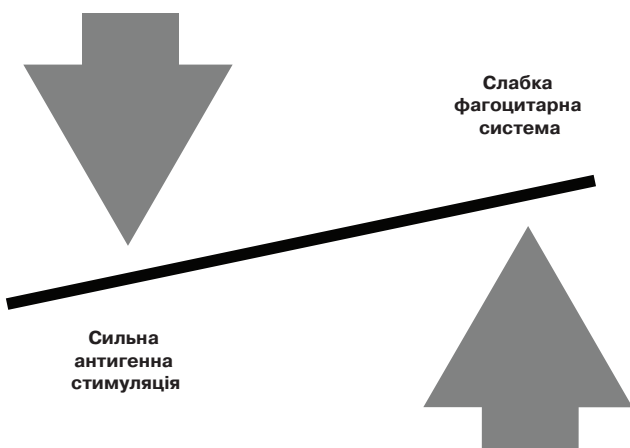 Слабка
фагоцитарна
система
Сильна
антигенна
стимуляція